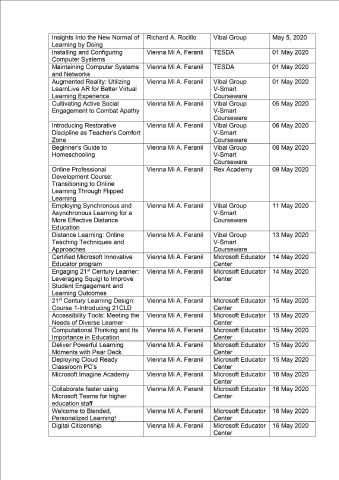 Insights Into the New Normal of Richard A. Rocillo Vibal Group May 5, 2020
Learning by Doing
Installing and Configuring Vienna Mi A. Feranil TESDA 01 May 2020
Computer Systems
Maintaining Computer Systems Vienna Mi A. Feranil TESDA 01 May 2020
and Networks
Augmented Reality: Utilizing Vienna Mi A. Feranil Vibal Group 01 May 2020
LearnLive AR for Better Virtual V-Smart
Learning Experience Courseware
Cultivating Active Social Vienna Mi A. Feranil Vibal Group 05 May 2020
Engagement to Combat Apathy V-Smart
Courseware
Introducing Restorative Vienna Mi A. Feranil Vibal Group 06 May 2020
Discipline as Teacher's Comfort V-Smart
Zone Courseware
Beginner's Guide to Vienna Mi A. Feranil Vibal Group 08 May 2020
Homeschooling V-Smart
Courseware
Online Professional Vienna Mi A. Feranil Rex Academy 09 May 2020
Development Course:
Transitioning to Online
Learning Through Flipped
Learning
Employing Synchronous and Vienna Mi A. Feranil Vibal Group 11 May 2020
Asynchronous Learning for a V-Smart
More Effective Distance Courseware
Education
Distance Learning: Online Vienna Mi A. Feranil Vibal Group 13 May 2020
Teaching Techniques and V-Smart
Approaches Courseware
Certified Microsoft Innovative Vienna Mi A. Feranil Microsoft Educator 14 May 2020
Educator program Center
Engaging 21st Century Learner: Vienna Mi A. Feranil Microsoft Educator 14 May 2020
Leveraging Squigl to Improve Center
Student Engagement and
Learning Outcomes
21st Century Learning Design: Vienna Mi A. Feranil Microsoft Educator 15 May 2020
Course 1-Introducing 21CLD Center
Accessibility Tools: Meeting the Vienna Mi A. Feranil Microsoft Educator 15 May 2020
Needs of Diverse Learner Center
Computational Thinking and Its Vienna Mi A. Feranil Microsoft Educator 15 May 2020
Importance in Education Center
Deliver Powerful Learning Vienna Mi A. Feranil Microsoft Educator 15 May 2020
Moments with Pear Deck Center
Deploying Cloud Ready Vienna Mi A. Feranil Microsoft Educator 15 May 2020
Classroom PC's Center
Microsoft Imagine Academy Vienna Mi A. Feranil Microsoft Educator 16 May 2020
Center
Collaborate faster using Vienna Mi A. Feranil Microsoft Educator 16 May 2020
Microsoft Teams for higher Center
education staff
Welcome to Blended, Vienna Mi A. Feranil Microsoft Educator 16 May 2020
Personalized Learning! Center
Digital Citizenship Vienna Mi A. Feranil Microsoft Educator 16 May 2020
Center